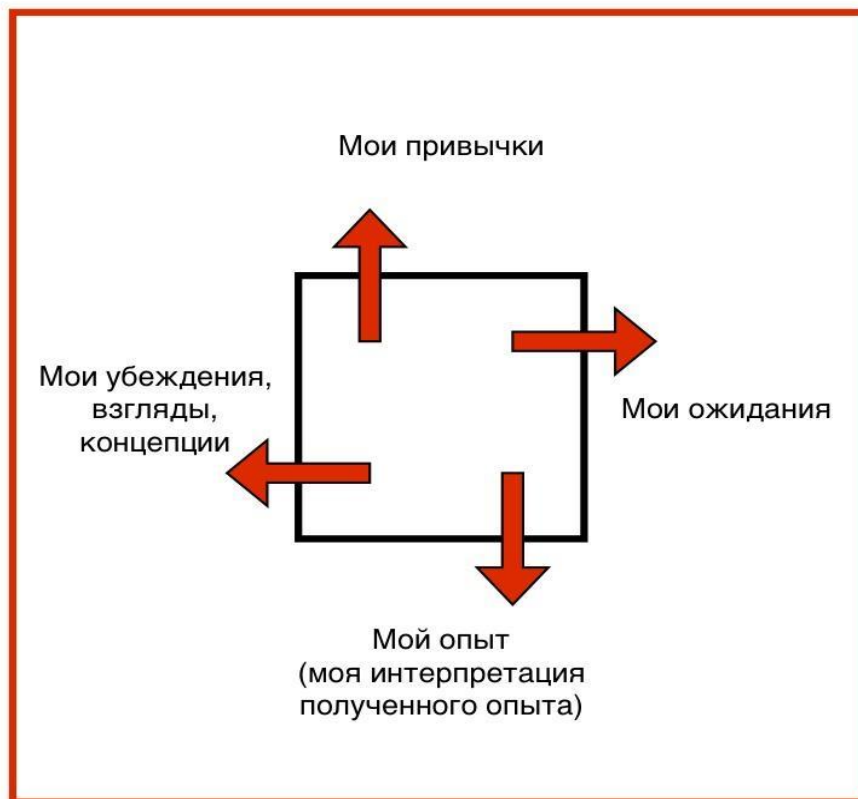 Мои привычки
Мои убеждения,
взгляды,
концепции
Мои ожидания
Мой опыт
(моя интерпретация
полученного опыта)